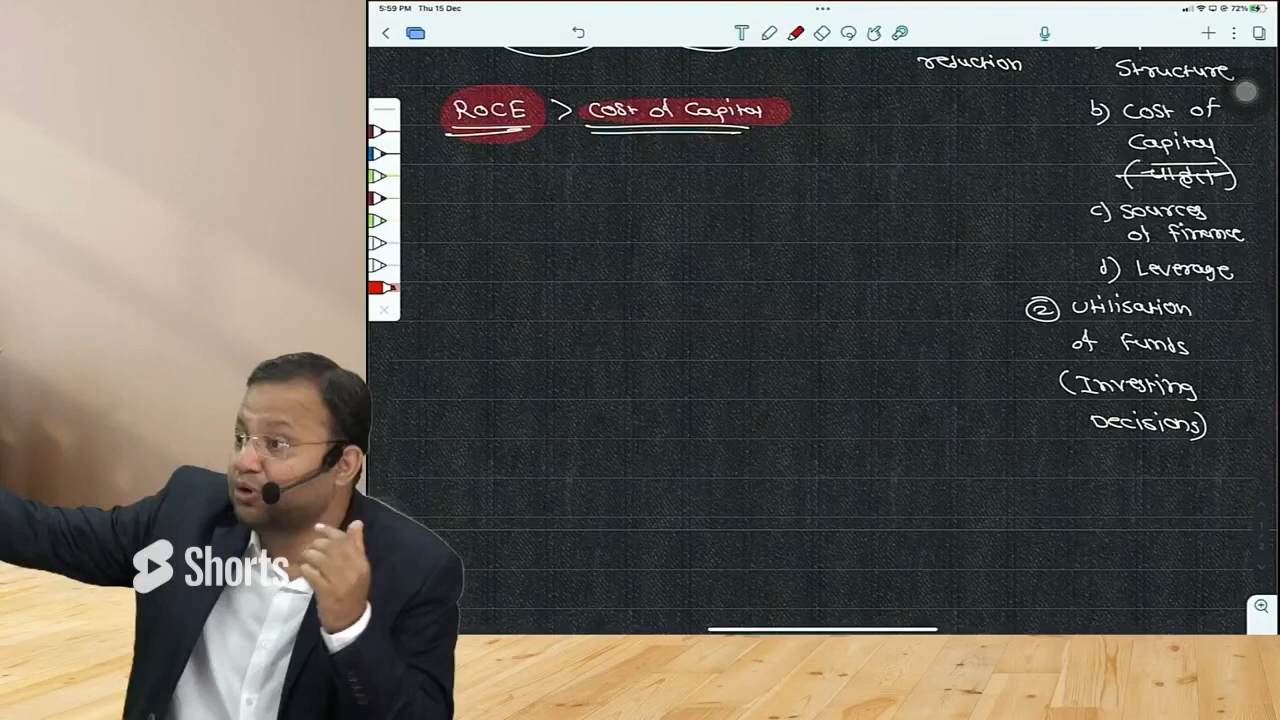 5:59 PM Thu 15 Dec
72%
T
reduction
Structure
ROCE > Cost of Capital
b) Cost of
Capital
c) Sources
of Finance
d) Leverage
② Utilisation
of Funds
(Investing
Decisions)
Shorts